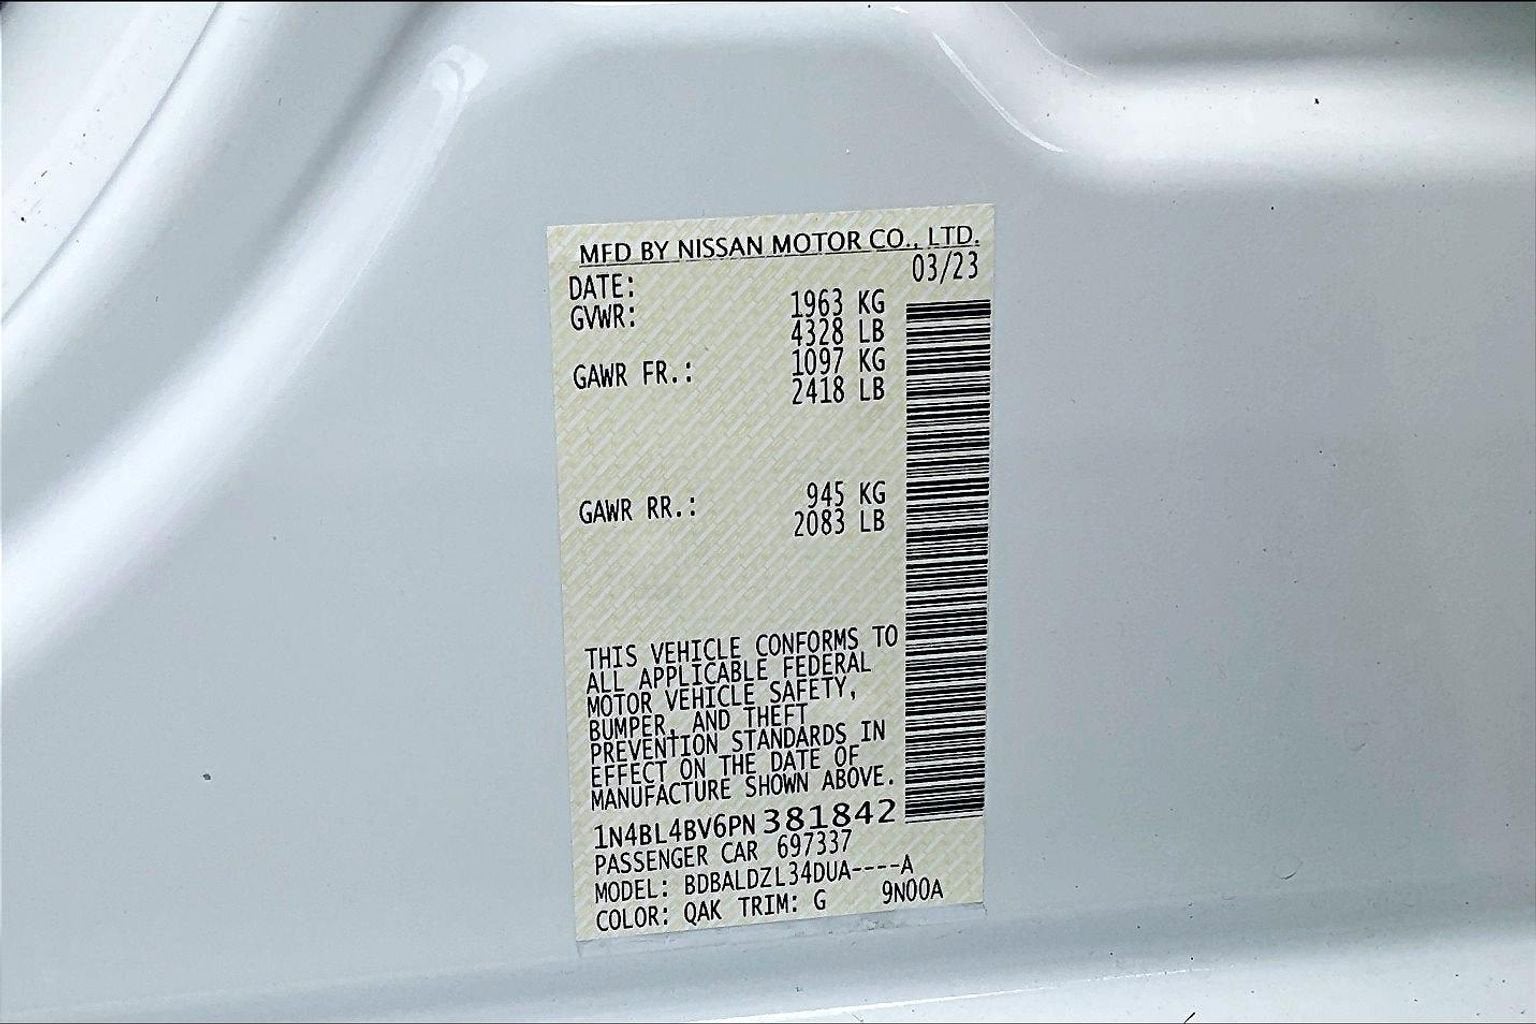 MFD BY NISSAN MOTOR CO., LTD.
DATE: 03/23
GVWR: 1963 KG
4328 LB
GAWR FR.: 1097 KG
2418 LB
GAWR RR.: 945 KG
2083 LB
THIS VEHICLE CONFORMS TO
ALL APPLICABLE FEDERAL
MOTOR VEHICLE SAFETY,
BUMPER, AND THEFT
PREVENTION STANDARDS IN
EFFECT ON THE DATE OF
MANUFACTURE SHOWN ABOVE.
1N4BL4BV6PN381842
PASSENGER CAR 697337
MODEL: BDBALDZL34DUA----A
COLOR: QAK TRIM: G 9N00A